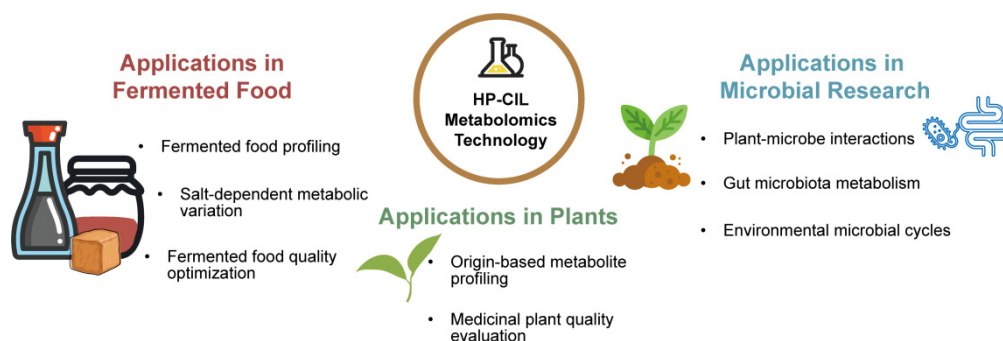 HP-CIL
Metabolomics
Technology
Applications in
Fermented Food
• Fermented food profiling
• Salt-dependent metabolic
variation
• Fermented food quality
optimization
Applications in Plants
• Origin-based metabolite
profiling
• Medicinal plant quality
evaluation
Applications in
Microbial Research
• Plant-microbe interactions
• Gut microbiota metabolism
• Environmental microbial cycles